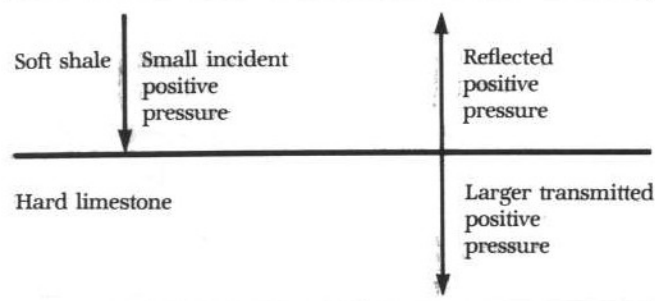 Soft shale
Small incident
positive
pressure
Reflected
positive
pressure
Hard limestone
Larger transmitted
positive
pressure